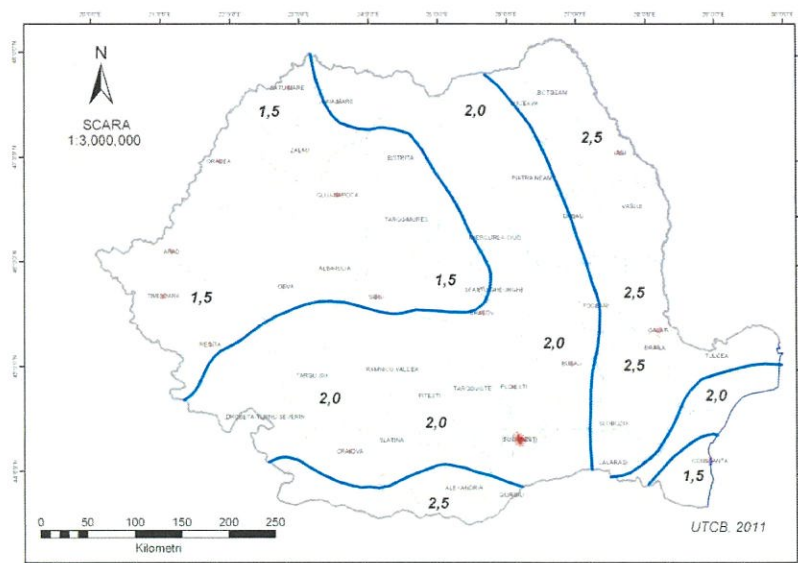 N
SCARA
1:3,000,000
SATU MARE
BAIA MARE
1,5
2,0
SUCEAVA
BOTOSANI
2,5
IASI
ORADEA
ZALAU
BISTRITA
CLUJ-NAPOCA
PIATRA NEAMT
TARGU-MURES
BACAU
VASLUI
MIERCUREA CIUC
ARAD
ALBA IULIA
DEVA
1,5
SFANTU GHEORGHE
TIMISOARA
1,5
SIBIU
BRASOV
FOCSANI
2,5
RESITA
2,0
GALATI
BRAILA
2,5
TULCEA
BUZAU
TARGU JIU
RAMNICU VALCEA
PITESTI
TARGOVISTE
PLOIESTI
2,0
2,0
DROBETA-TURNU SEVERIN
2,0
SLATINA
CRAIOVA
BUCURESTI
SLOBOZIA
CALARASI
CONSTANTA
1,5
ALEXANDRIA
GIURGIU
2,5
0 50 100 150 200 250
Kilometri
UTCB, 2011